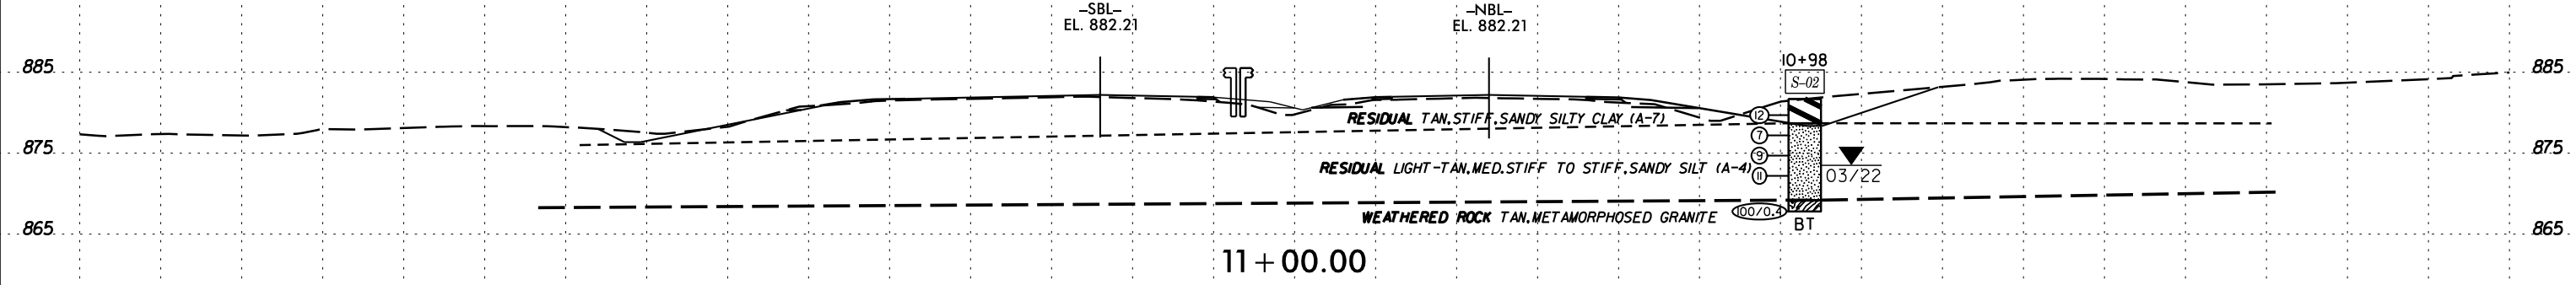 –SBL–
EL. 882.21
–NBL–
EL. 882.21
10+98
S-02
885
885
RESIDUAL TAN, STIFF, SANDY SILTY CLAY (A-7)
12
7
875
875
9
RESIDUAL LIGHT-TAN, MED. STIFF TO STIFF, SANDY SILT (A-4)
11
03/22
WEATHERED ROCK TAN, METAMORPHOSED GRANITE
100/0.4
BT
865
865
11+00.00